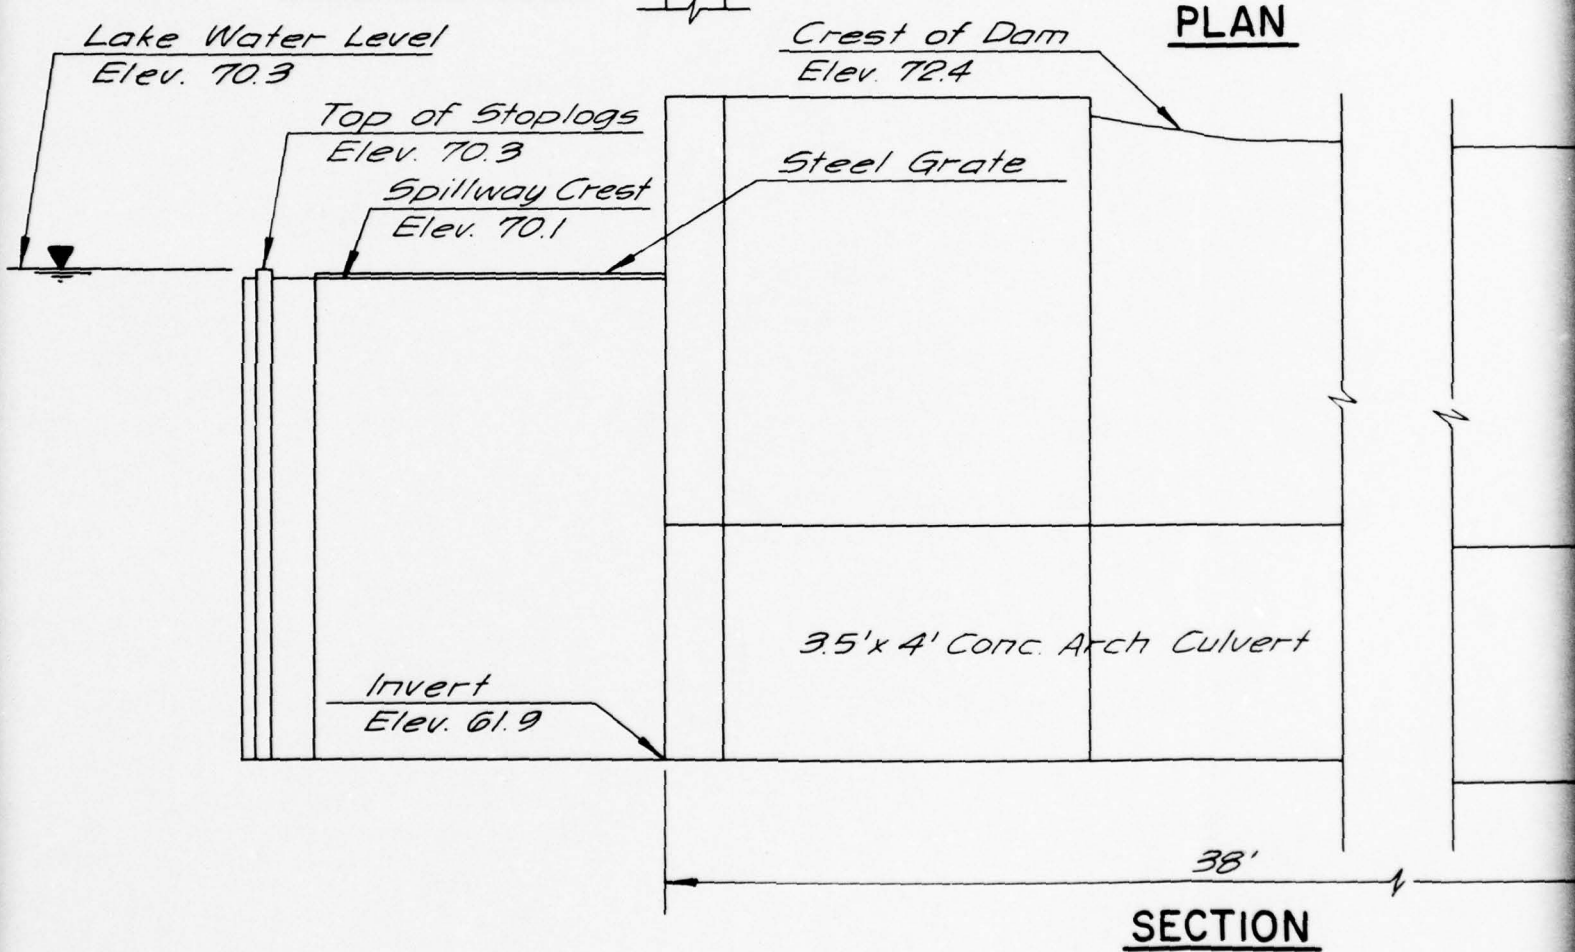 PLAN
Lake Water Level
Elev. 70.3
Crest of Dam
Elev. 72.4
Top of Stoplogs
Elev. 70.3
Steel Grate
Spillway Crest
Elev. 70.1
3.5' x 4' Conc. Arch Culvert
Invert
Elev. 61.9
38'
SECTION